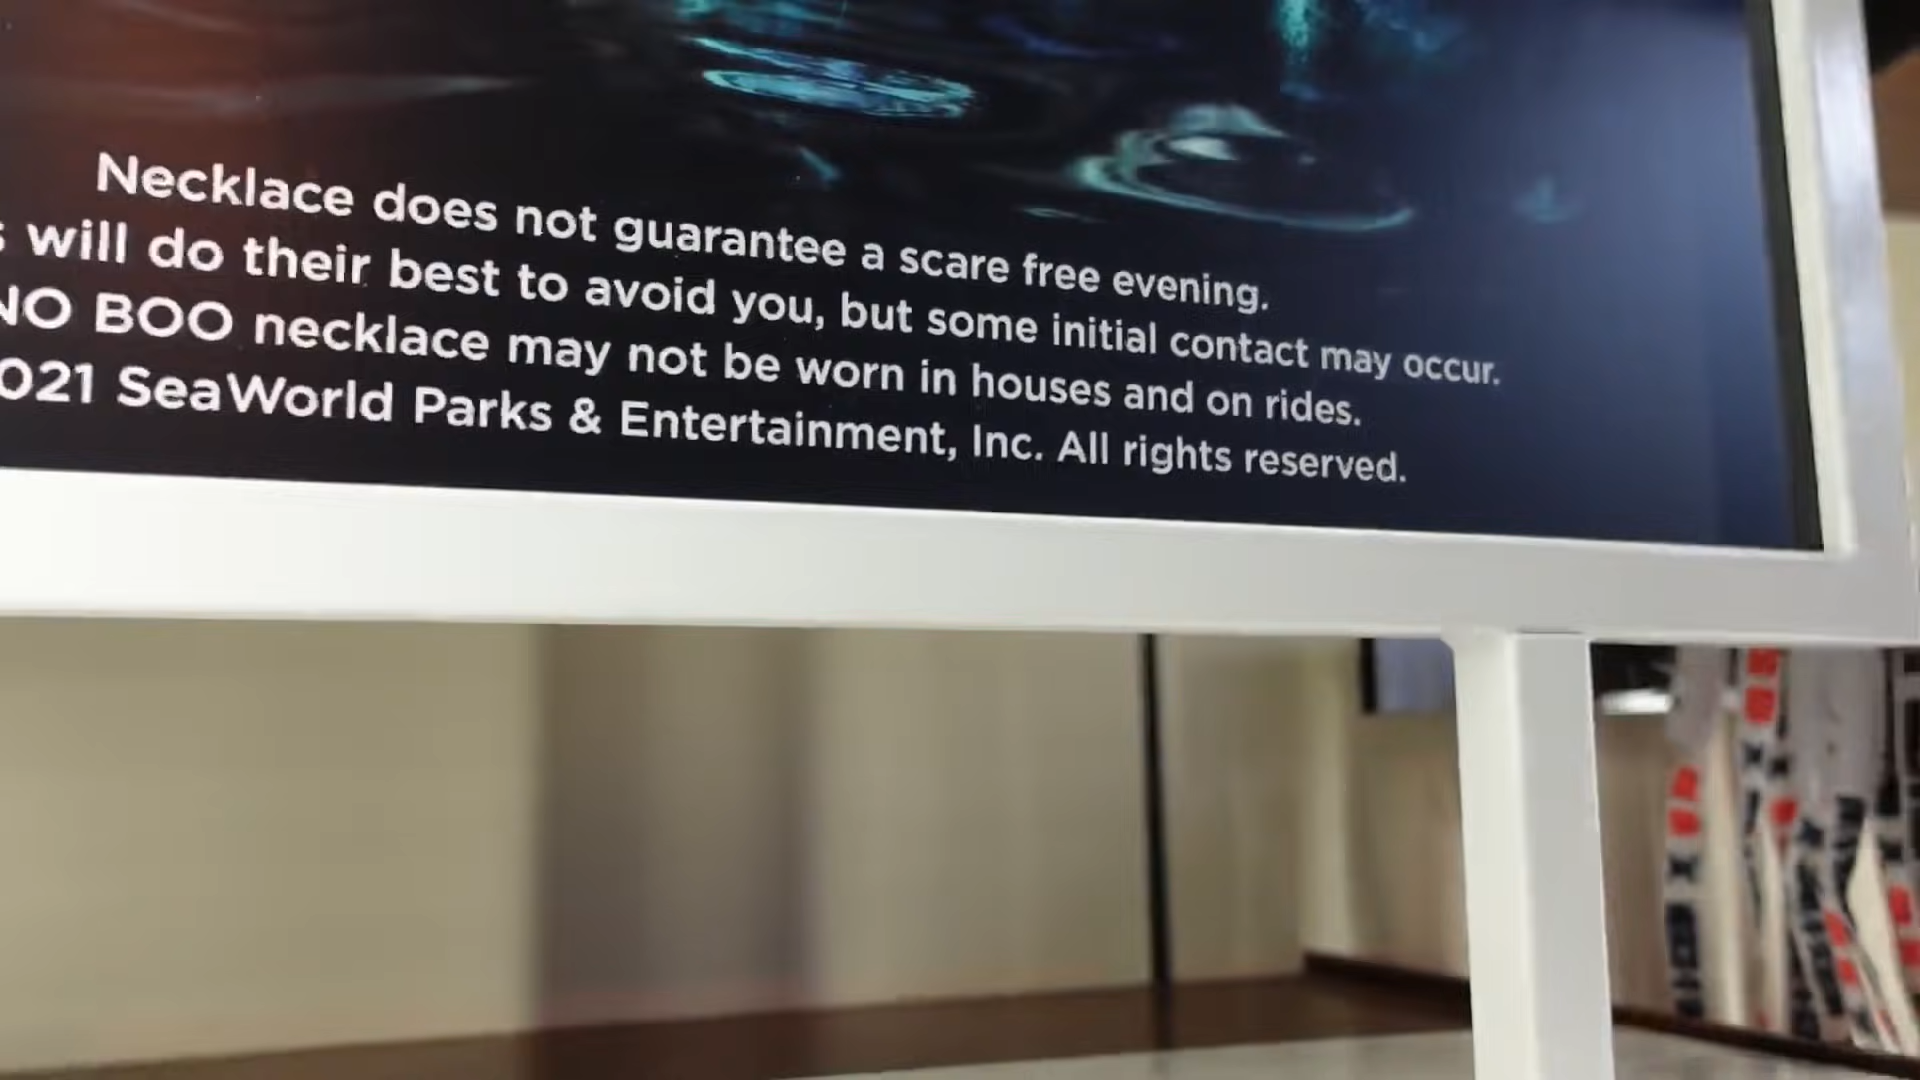 Necklace does not guarantee a scare free evening.
will do their best to avoid you, but some initial contact may occur.
NO BOO necklace may not be worn in houses and on rides.
021 SeaWorld Parks & Entertainment, Inc. All rights reserved.